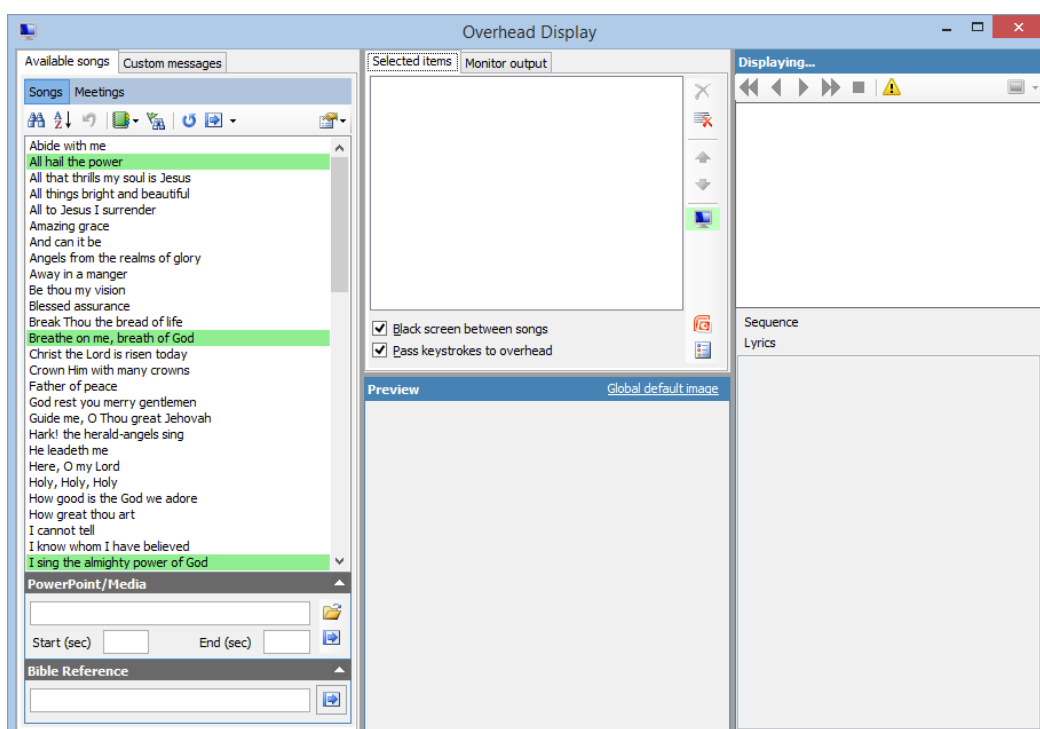 Overhead Display
Available songs Custom messages
Songs Meetings
Abide with me
All hail the power
All that thrills my soul is Jesus
All things bright and beautiful
All to Jesus I surrender
Amazing grace
And can it be
Angels from the realms of glory
Away in a manger
Be thou my vision
Blessed assurance
Break Thou the bread of life
Breathe on me, breath of God
Christ the Lord is risen today
Crown Him with many crowns
Father of peace
God rest you merry gentlemen
Guide me, O Thou great Jehovah
Hark! the herald-angels sing
He leadeth me
Here, O my Lord
Holy, Holy, Holy
How good is the God we adore
How great thou art
I cannot tell
I know whom I have believed
I sing the almighty power of God
PowerPoint/Media
Start (sec) End (sec)
Bible Reference
Selected items Monitor output
Black screen between songs
Pass keystrokes to overhead
Preview Global default image
Displaying...
Sequence
Lyrics